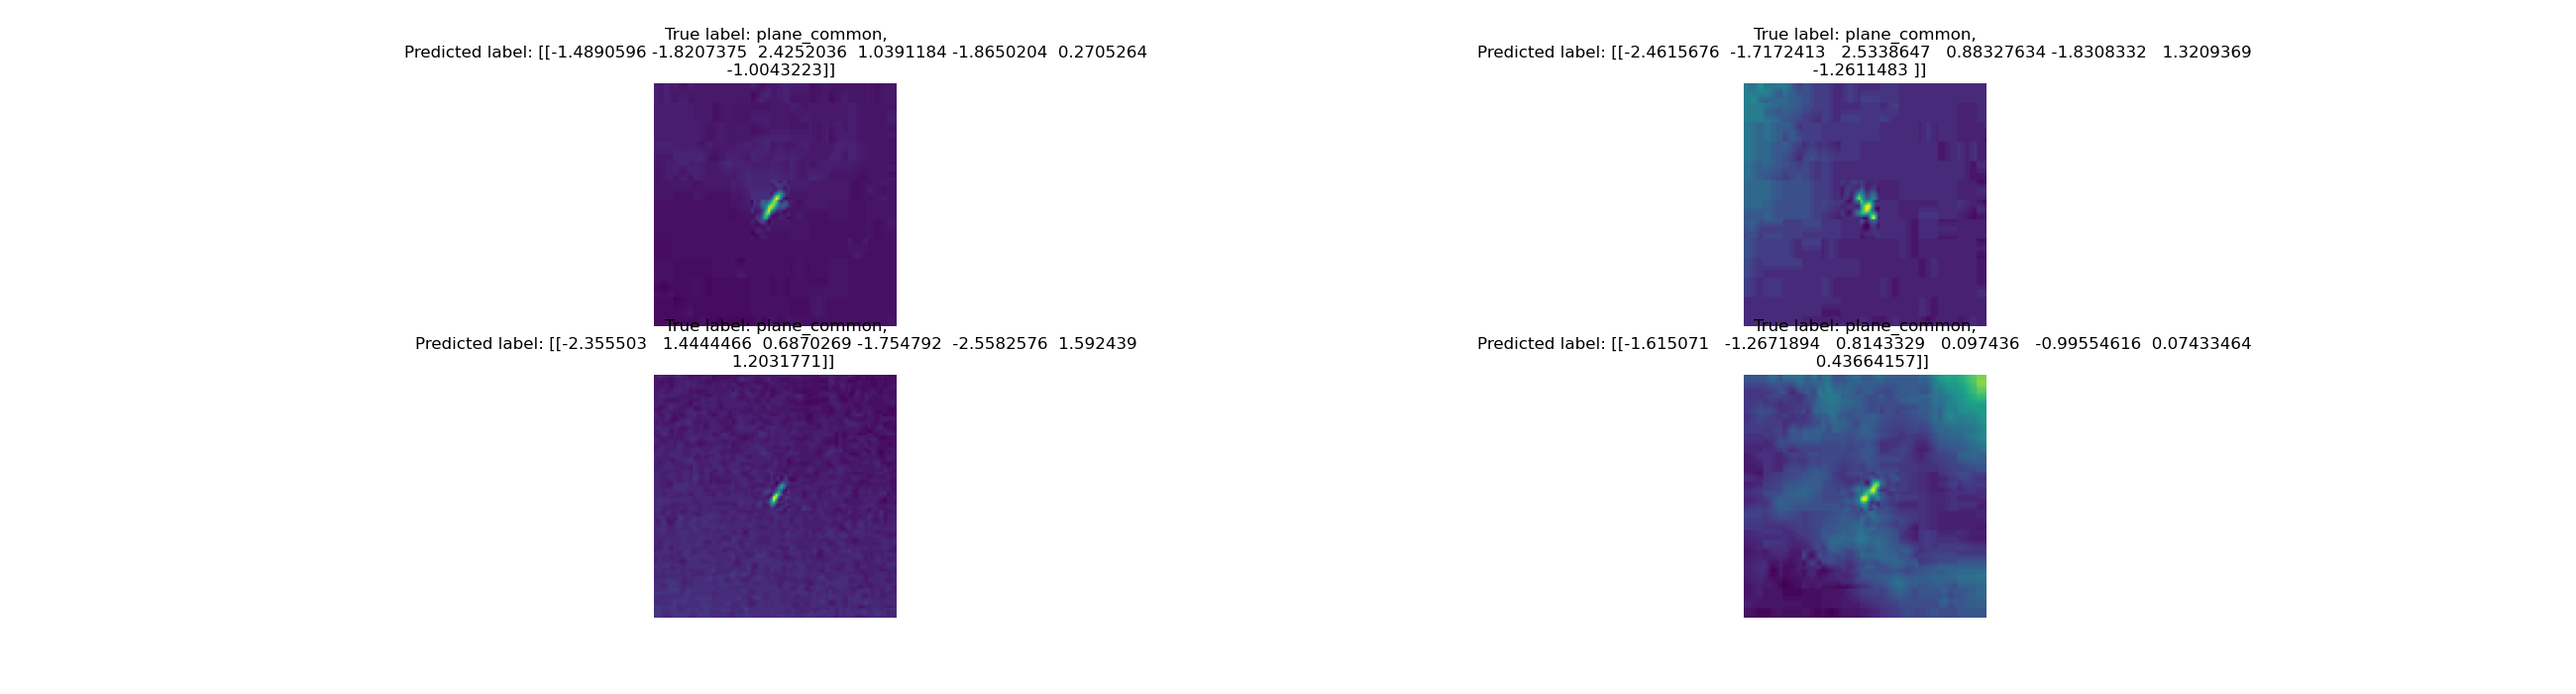 True label: plane_common,
Predicted label: [[-1.4890596 -1.8207375  2.4252036  1.0391184 -1.8650204  0.2705264
-1.0043223]]
True label: plane_common,
Predicted label: [[-2.4615676  -1.7172413   2.5338647   0.88327634 -1.8308332   1.3209369
-1.2611483 ]]
True label: plane_common,
Predicted label: [[-2.355503   1.4444466  0.6870269 -1.754792  -2.5582576  1.592439
1.2031771]]
True label: plane_common,
Predicted label: [[-1.615071   -1.2671894   0.8143329   0.097436   -0.99554616  0.07433464
0.43664157]]